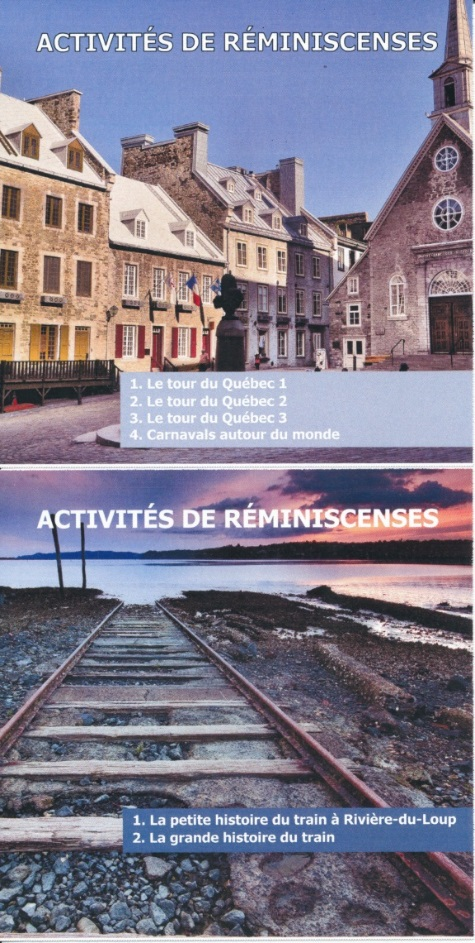 ACTIVITÉS DE RÉMINISCENSES
1. Le tour du Québec 1
2. Le tour du Québec 2
3. Le tour du Québec 3
4. Carnavals autour du monde
ACTIVITÉS DE RÉMINISCENSES
1. La petite histoire du train à Rivière-du-Loup
2. La grande histoire du train